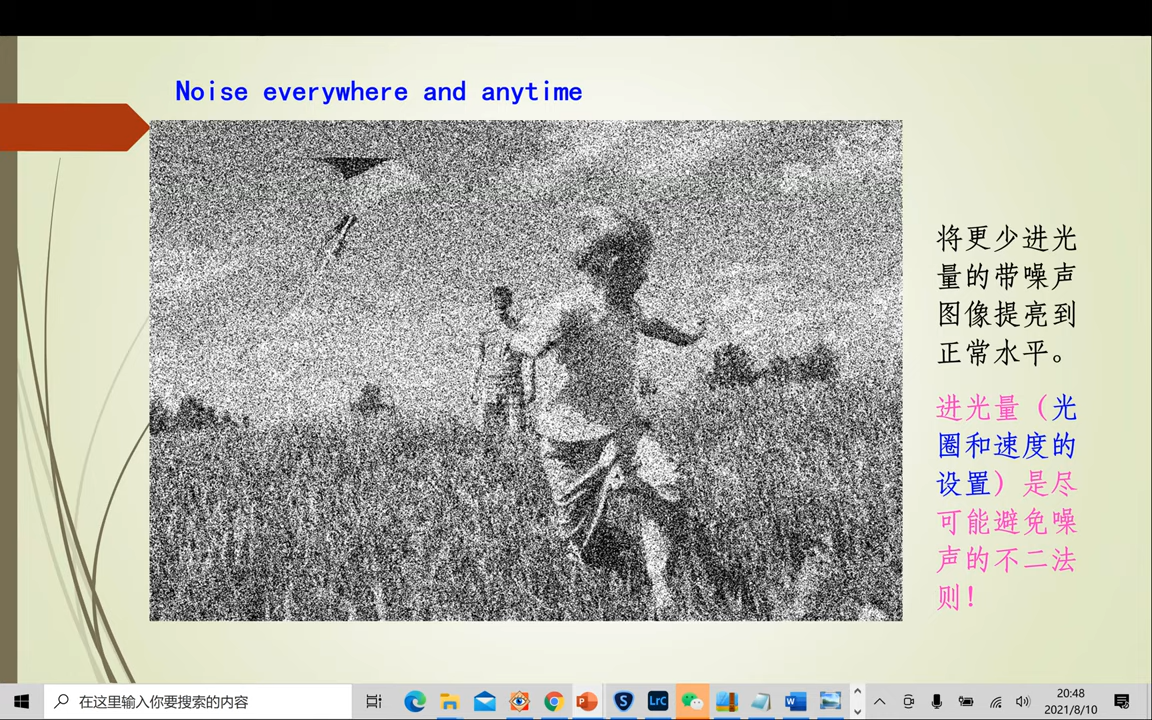 Noise everywhere and anytime
将更少进光
量的带噪声
图像提亮到
正常水平。
进光量（光
圈和速度的
设置）是尽
可能避免噪
声的不二法
则！
在这里输入你要搜索的内容
LrC
20:48
2021/8/10